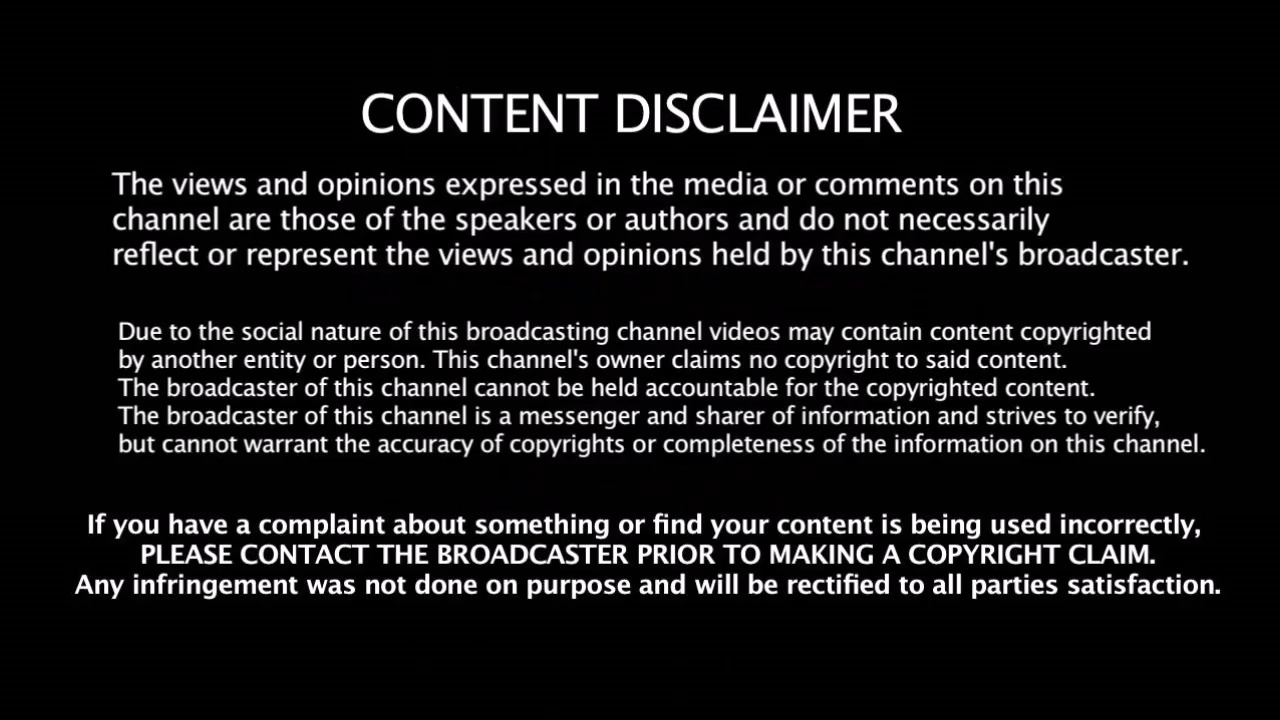 CONTENT DISCLAIMER
The views and opinions expressed in the media or comments on this
channel are those of the speakers or authors and do not necessarily
reflect or represent the views and opinions held by this channel's broadcaster.
Due to the social nature of this broadcasting channel videos may contain content copyrighted
by another entity or person. This channel's owner claims no copyright to said content.
The broadcaster of this channel cannot be held accountable for the copyrighted content.
The broadcaster of this channel is a messenger and sharer of information and strives to verify,
but cannot warrant the accuracy of copyrights or completeness of the information on this channel.
If you have a complaint about something or find your content is being used incorrectly,
PLEASE CONTACT THE BROADCASTER PRIOR TO MAKING A COPYRIGHT CLAIM.
Any infringement was not done on purpose and will be rectified to all parties satisfaction.